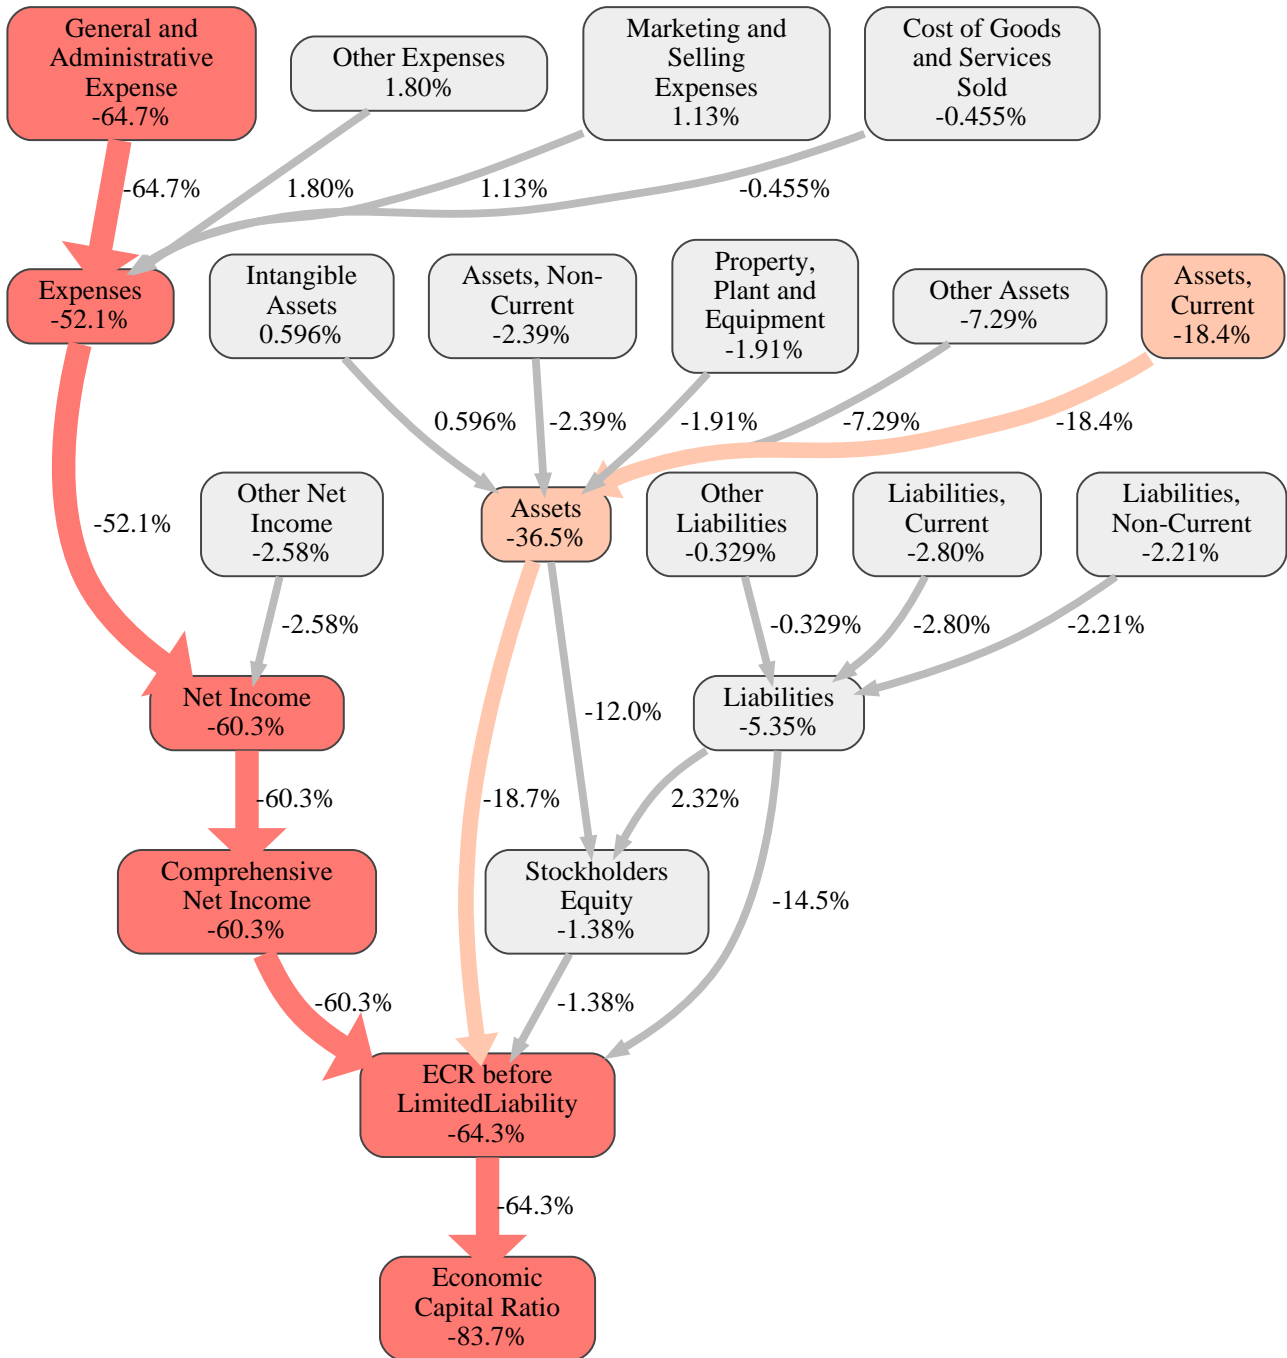 General and
Administrative
Expense
-64.7%
Other Expenses
1.80%
Marketing and
Selling
Expenses
1.13%
Cost of Goods
and Services
Sold
-0.455%
-64.7%
1.80%
1.13%
-0.455%
Expenses
-52.1%
Intangible
Assets
0.596%
Assets, Non-
Current
-2.39%
Property,
Plant and
Equipment
-1.91%
Other Assets
-7.29%
Assets,
Current
-18.4%
0.596%
-2.39%
-1.91%
-7.29%
-18.4%
-52.1%
Other Net
Income
-2.58%
Assets
-36.5%
Other
Liabilities
-0.329%
Liabilities,
Current
-2.80%
Liabilities,
Non-Current
-2.21%
-2.58%
-0.329%
-2.80%
-2.21%
Net Income
-60.3%
-12.0%
Liabilities
-5.35%
-60.3%
-18.7%
2.32%
-14.5%
Comprehensive
Net Income
-60.3%
Stockholders
Equity
-1.38%
-60.3%
-1.38%
ECR before
LimitedLiability
-64.3%
-64.3%
Economic
Capital Ratio
-83.7%